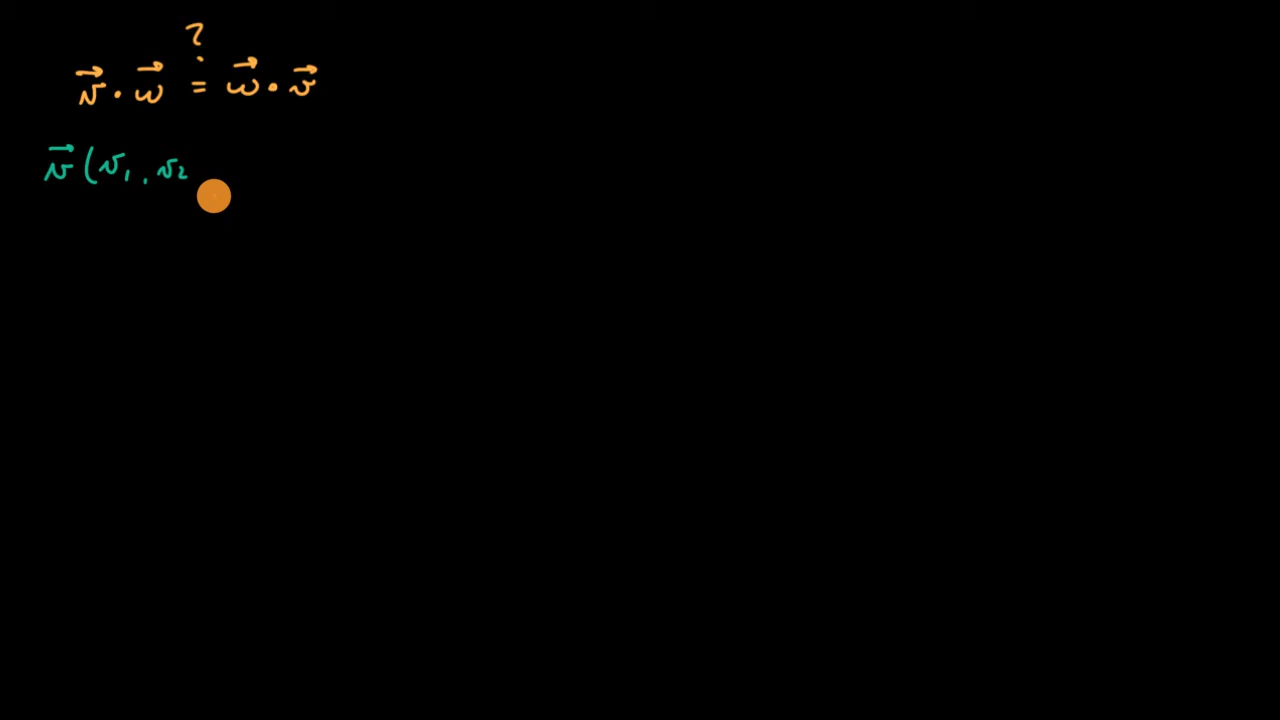 ?
v⃗ · w⃗ = w⃗ · v⃗
v⃗ (v₁, v₂